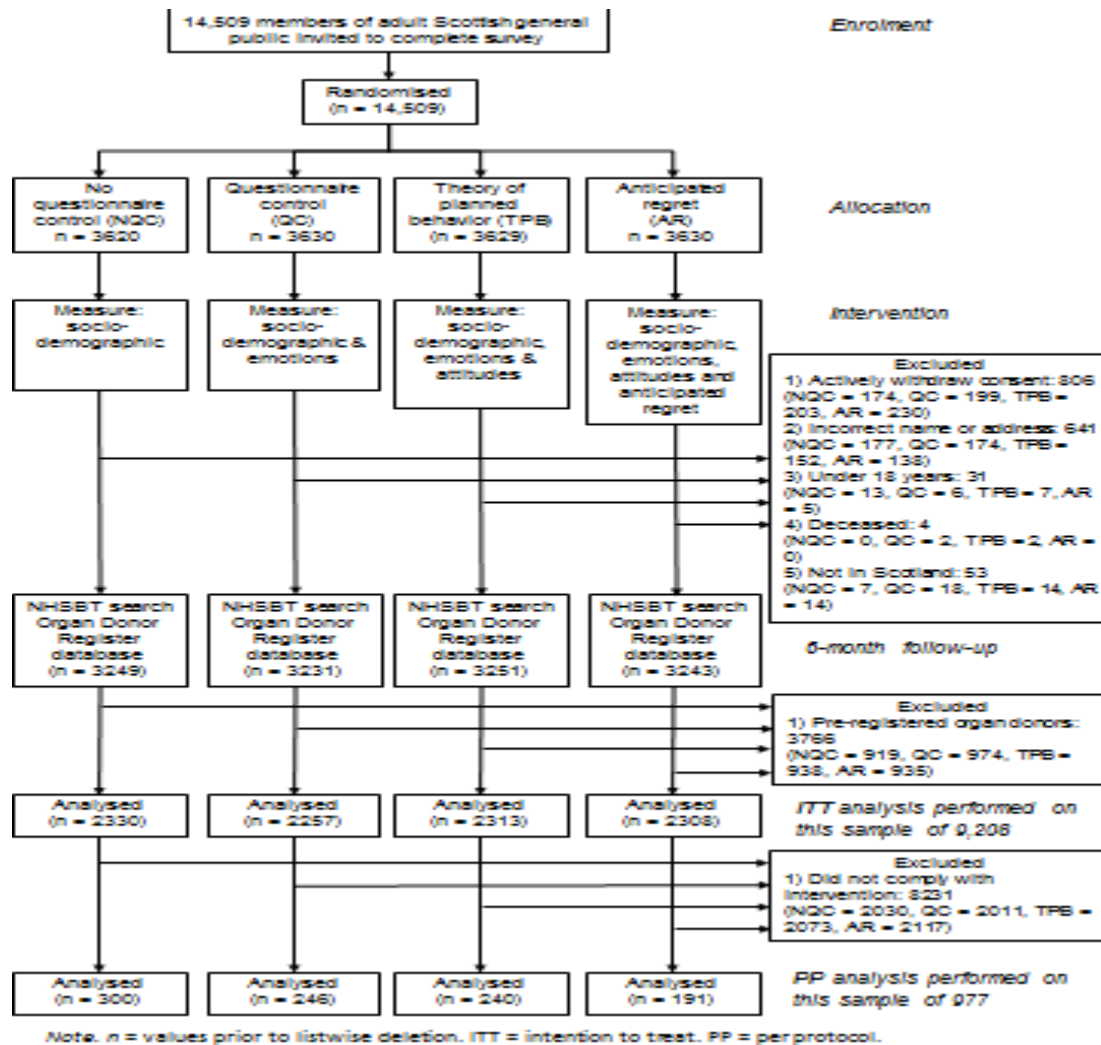 14,509 members of adult Scottish general
public invited to complete survey
Enrolment
Randomised
(n = 14,509)
No
questionnaire
control (NQC)
n = 3620
Questionnaire
control
(QC)
n = 3630
Theory of
planned
behavior (TPB)
(n = 3629)
Anticipated
regret
(AR)
n = 3630
Allocation
Measure:
socio-
demographic
Measure:
socio-
demographic &
emotions
Measure:
socio-
demographic,
emotions &
attitudes
Measure:
socio-
demographic,
emotions,
attitudes and
anticipated
regret
Intervention
Excluded
1) Actively withdraw consent: 806
(NQC = 174, QC = 199, TPB =
203, AR = 230)
2) Incorrect name or address: 641
(NQC = 177, QC = 174, TPB =
152, AR = 138)
3) Under 18 years: 31
(NQC = 13, QC = 6, TPB = 7, AR
= 5)
4) Deceased: 4
(NQC = 0, QC = 2, TPB = 2, AR =
0)
5) Not in Scotland: 53
(NQC = 7, QC = 18, TPB = 14, AR
= 14)
NHSBT search
Organ Donor
Register
database
(n = 3249)
NHSBT search
Organ Donor
Register
database
(n = 3231)
NHSBT search
Organ Donor
Register
database
(n = 3251)
NHSBT search
Organ Donor
Register
database
(n = 3243)
6-month follow-up
Excluded
1) Pre-registered organ donors:
3766
(NQC = 919, QC = 974, TPB =
938, AR = 935)
Analysed
(n = 2330)
Analysed
(n = 2257)
Analysed
(n = 2313)
Analysed
(n = 2308)
ITT analysis performed on
this sample of 9,208
Excluded
1) Did not comply with
intervention: 8231
(NQC = 2030, QC = 2011, TPB =
2073, AR = 2117)
Analysed
(n = 300)
Analysed
(n = 246)
Analysed
(n = 240)
Analysed
(n = 191)
PP analysis performed on
this sample of 977
Note. n = values prior to listwise deletion. ITT = intention to treat. PP = per protocol.